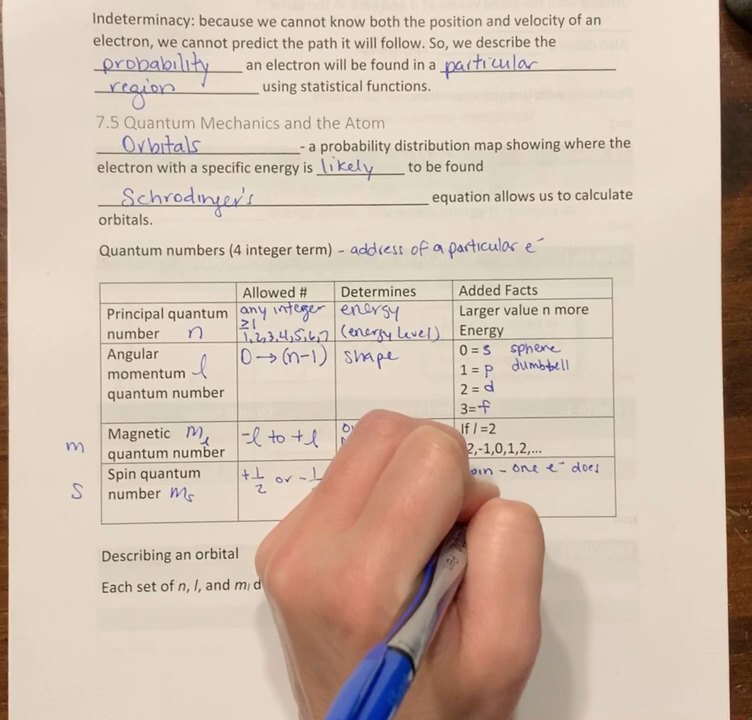 Indeterminacy: because we cannot know both the position and velocity of an
electron, we cannot predict the path it will follow. So, we describe the
probability an electron will be found in a particular
region using statistical functions.
7.5 Quantum Mechanics and the Atom
Orbitals - a probability distribution map showing where the
electron with a specific energy is likely to be found
Schrodinger's equation allows us to calculate
orbitals.
Quantum numbers (4 integer term) - address of a particular e⁻
Allowed # Determines Added Facts
Principal quantum any integer energy Larger value n more
number n ≥1 (energy level) Energy
1,2,3,4,5,6,7
Angular 0→(n-1) shape 0 = s sphere
momentum l 1 = p dumbbell
quantum number 2 = d
3=f
Magnetic mₗ -l to +l If l =2
m quantum number 2,-1,0,1,2,...
Spin quantum +1/2 or -1 - one e⁻ does
s number mₛ
Describing an orbital
Each set of n, l, and mₗ d